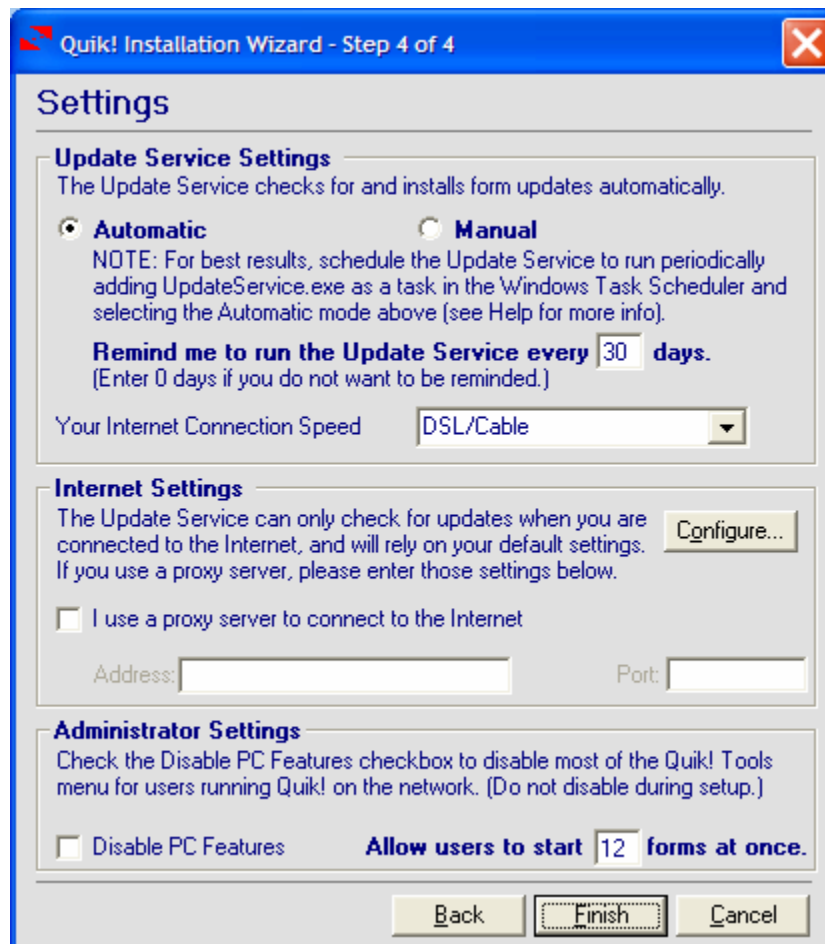 Quik! Installation Wizard - Step 4 of 4
Settings
Update Service Settings
The Update Service checks for and installs form updates automatically.
Automatic Manual
NOTE: For best results, schedule the Update Service to run periodically
adding UpdateService.exe as a task in the Windows Task Scheduler and
selecting the Automatic mode above (see Help for more info).
Remind me to run the Update Service every 30 days.
(Enter 0 days if you do not want to be reminded.)
Your Internet Connection Speed DSL/Cable
Internet Settings
The Update Service can only check for updates when you are
connected to the Internet, and will rely on your default settings.
If you use a proxy server, please enter those settings below.
Configure...
I use a proxy server to connect to the Internet
Address: Port:
Administrator Settings
Check the Disable PC Features checkbox to disable most of the Quik! Tools
menu for users running Quik! on the network. (Do not disable during setup.)
Disable PC Features Allow users to start 12 forms at once.
Back Finish Cancel